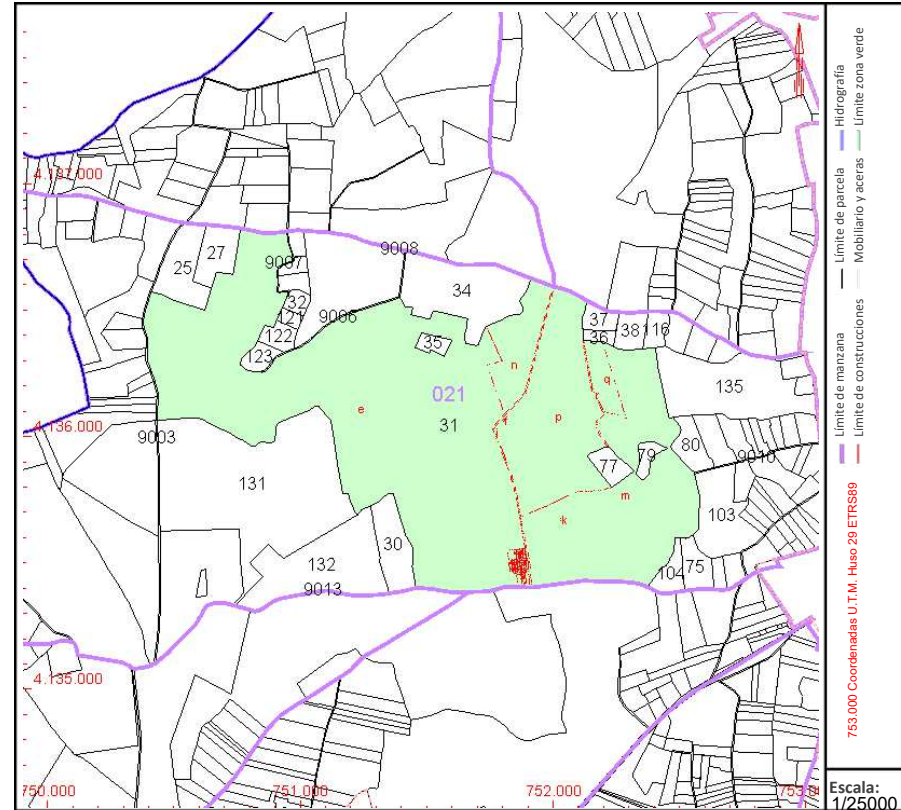 4.137.000
9008
27
25
9007
34
32
121
9006
122
123
35
37
36
38
116
n
q
135
021
e
31
p
9003
4.136.000
80
79
77
9010
131
m
103
k
30
132
75
104
9013
4.135.000
750.000
751.000
752.000
753.0
Hidrografía
Límite zona verde
Límite de parcela
Mobiliario y aceras
Límite de manzana
Límite de construcciones
753.000 Coordenadas U.T.M. Huso 29 ETRS89
Escala:
1/25000